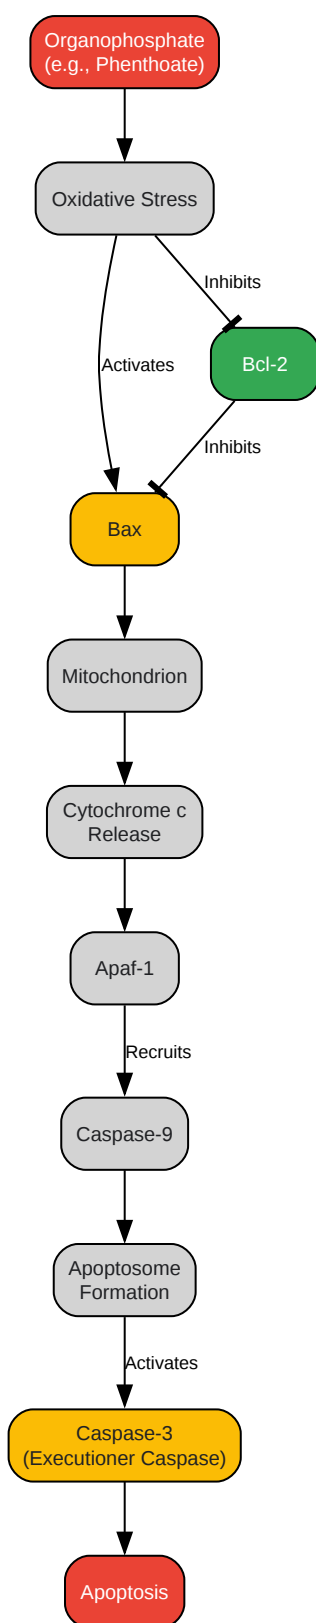 Organophosphate
(e.g., Phenthoate)
Oxidative Stress
Inhibits
Activates
Bcl-2
Inhibits
Bax
Mitochondrion
Cytochrome c
Release
Apaf-1
Recruits
Caspase-9
Apoptosome
Formation
Activates
Caspase-3
(Executioner Caspase)
Apoptosis